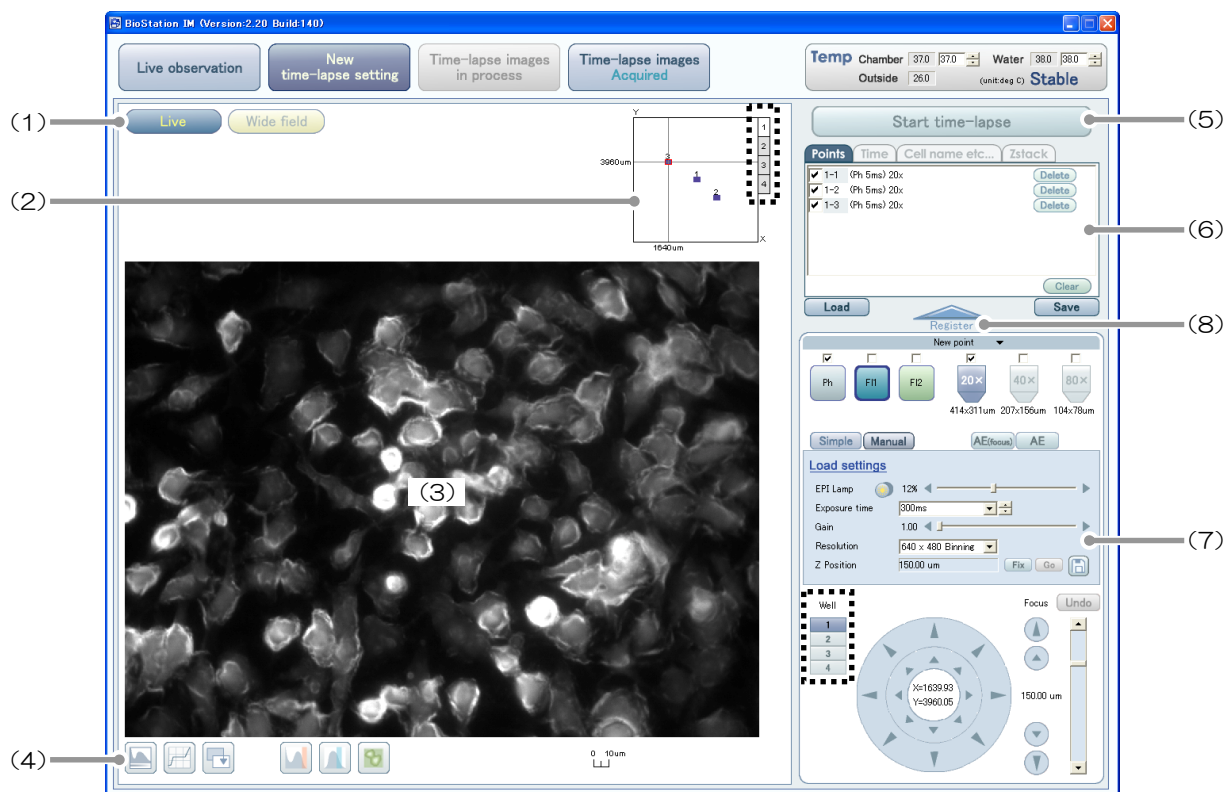 BioStation IM (Version:2.20 Build:140)
Live observation
New
time-lapse setting
Time-lapse images
in process
Time-lapse images
Acquired
Temp Chamber 37.0 37.0 Water 38.0 38.0
Outside 26.0 (unit:deg C) Stable
(1)
Live
Wide field
(2)
Y
3960um
3
1
2
1
2
3
4
X
1640um
(5)
Start time-lapse
Points Time Cell name etc... Zstack
1-1 (Ph 5ms) 20x Delete
1-2 (Ph 5ms) 20x Delete
1-3 (Ph 5ms) 20x Delete
(6)
Clear
Load
Save
Register
(8)
New point
Ph Fl1 Fl2 20× 40× 80×
414x311um 207x156um 104x78um
Simple Manual AE(focus) AE
Load settings
EPI Lamp 12%
Exposure time 300ms
Gain 1.00
(7)
Resolution 640 x 480 Binning
Z Position 150.00 um Fix Go
(3)
Well
1
2
3
4
X=1639.93
Y=3960.05
Focus Undo
150.00 um
(4)
0 10um